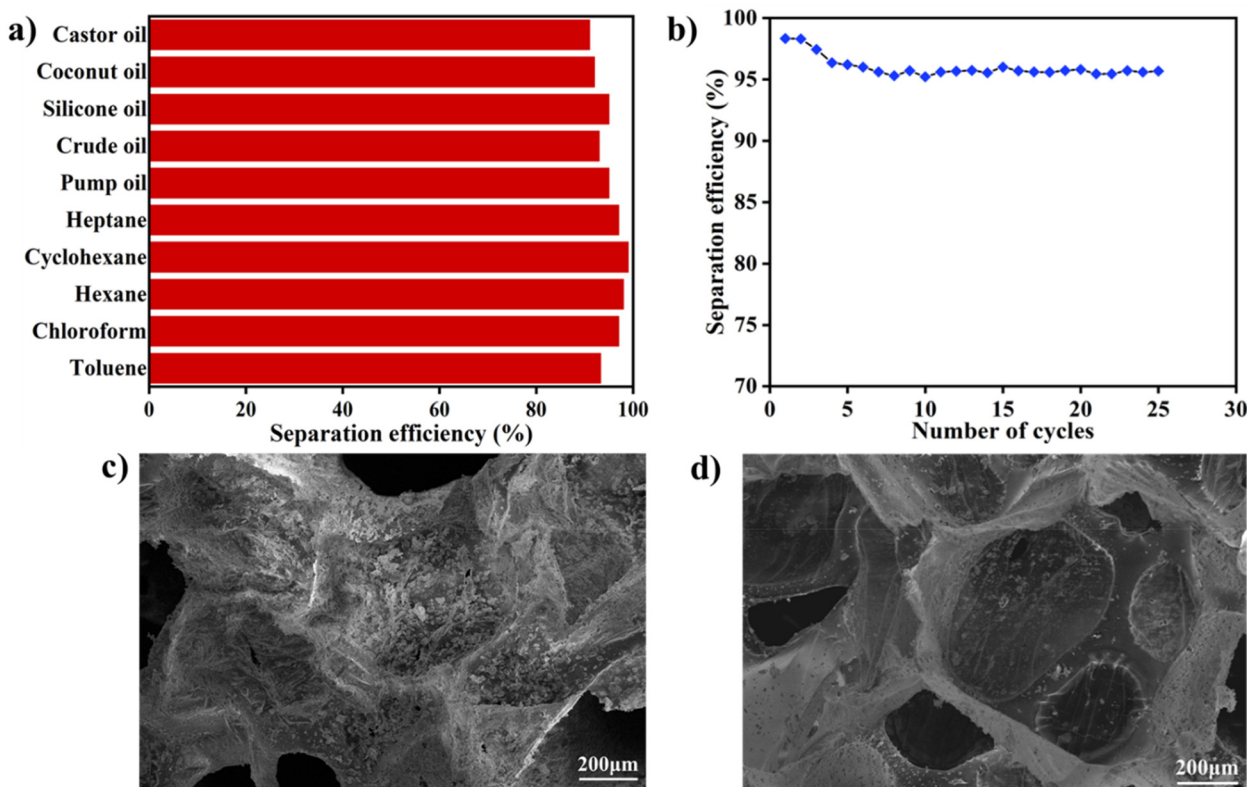 a)
Castor oil
Coconut oil
Silicone oil
Crude oil
Pump oil
Heptane
Cyclohexane
Hexane
Chloroform
Toluene
0 20 40 60 80 100
Separation efficiency (%)
b)
100
95
90
85
80
75
70
Separation efficiency (%)
0 5 10 15 20 25 30
Number of cycles
c)
200μm
d)
200μm